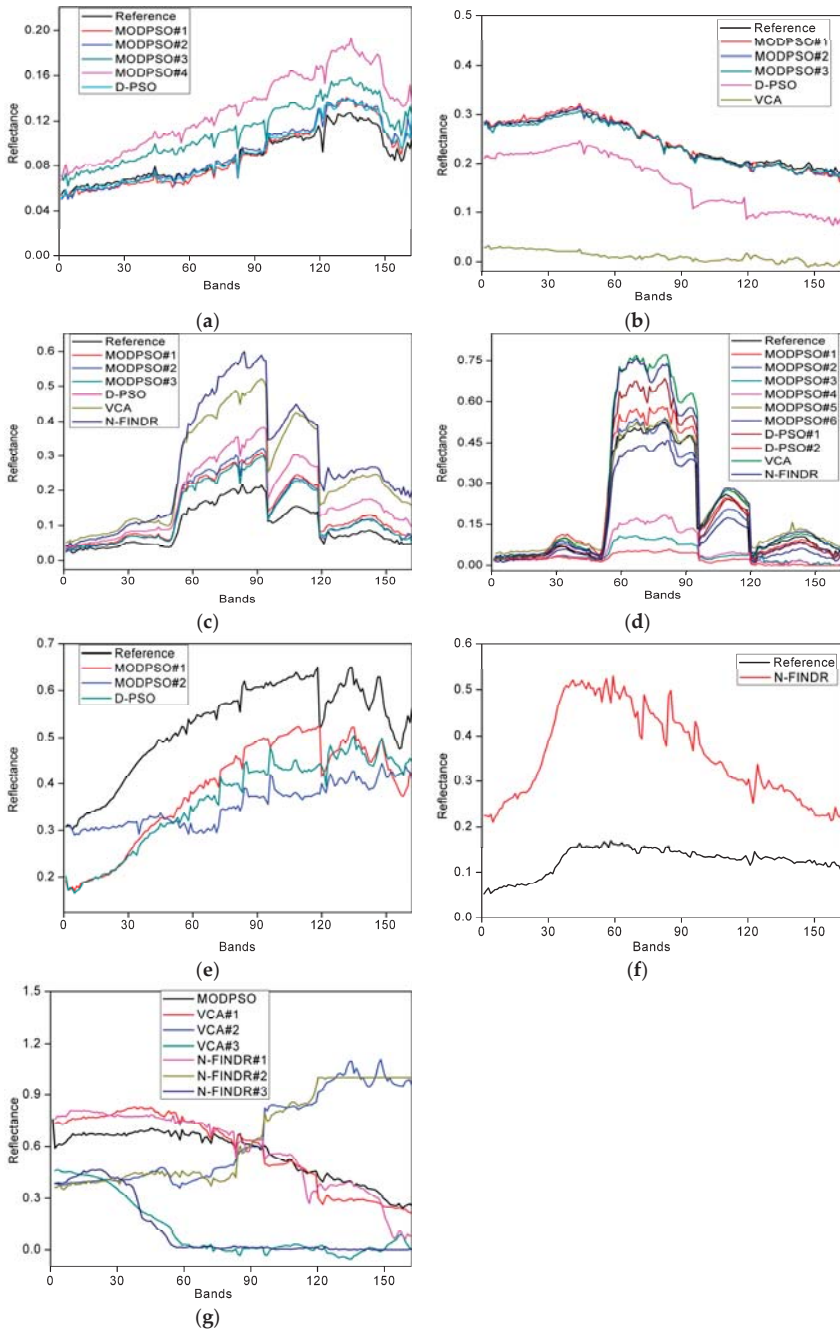 Reference
MODPSO#1
MODPSO#2
MODPSO#3
MODPSO#4
D-PSO
0.20
0.16
0.12
0.08
0.04
0.00
Reflectance
0 30 60 90 120 150
Bands
(a)
Reference
MODPSO#1
MODPSO#2
MODPSO#3
D-PSO
VCA
0.5
0.4
0.3
0.2
0.1
0.0
Reflectance
0 30 60 90 120 150
Bands
(b)
Reference
MODPSO#1
MODPSO#2
MODPSO#3
D-PSO
VCA
N-FINDR
0.6
0.5
0.4
0.3
0.2
0.1
0.0
Reflectance
0 30 60 90 120 150
Bands
(c)
Reference
MODPSO#1
MODPSO#2
MODPSO#3
MODPSO#4
MODPSO#5
MODPSO#6
D-PSO#1
D-PSO#2
VCA
N-FINDR
0.75
0.60
0.45
0.30
0.15
0.00
Reflectance
0 30 60 90 120 150
Bands
(d)
Reference
MODPSO#1
MODPSO#2
D-PSO
0.7
0.6
0.5
0.4
0.3
0.2
Reflectance
0 30 60 90 120 150
Bands
(e)
Reference
N-FINDR
0.6
0.5
0.4
0.3
0.2
0.1
0.0
Reflectance
0 30 60 90 120 150
Bands
(f)
MODPSO
VCA#1
VCA#2
VCA#3
N-FINDR#1
N-FINDR#2
N-FINDR#3
1.5
1.2
0.9
0.6
0.3
0.0
Reflectance
0 30 60 90 120 150
Bands
(g)